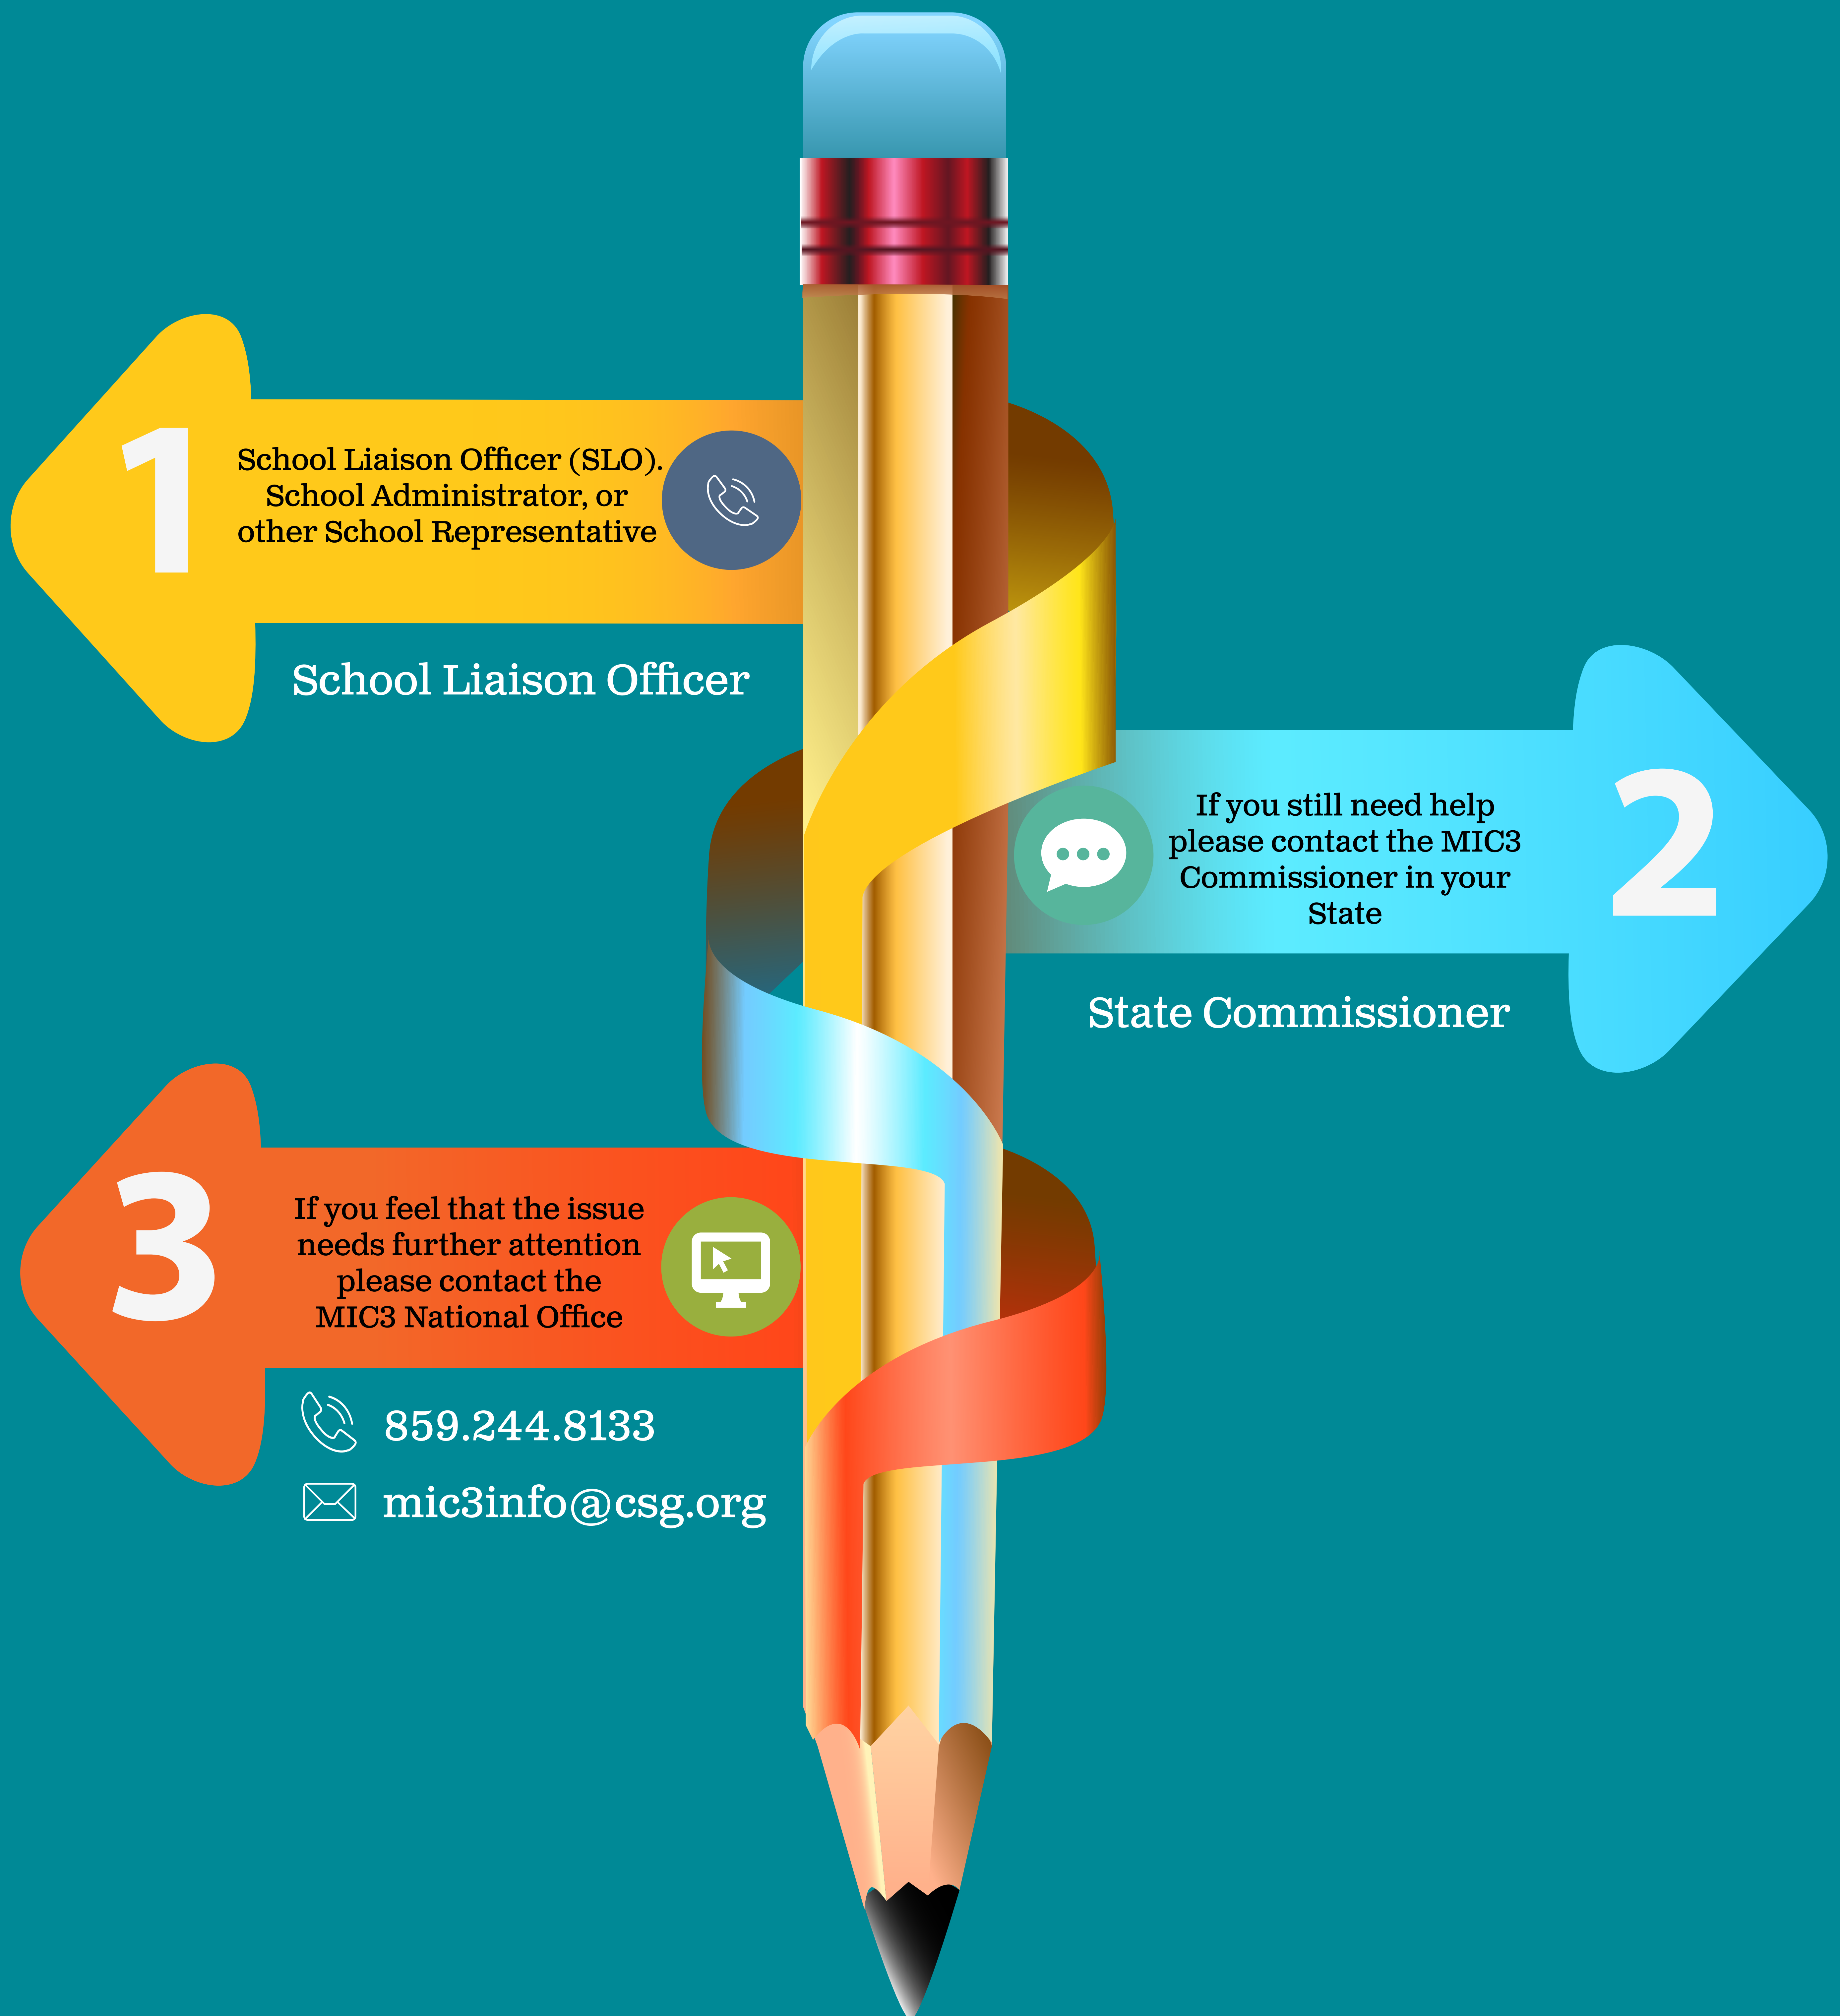 1
School Liaison Officer (SLO).
School Administrator, or
other School Representative
School Liaison Officer
2
If you still need help
please contact the MIC3
Commissioner in your
State
State Commissioner
3
If you feel that the issue
needs further attention
please contact the
MIC3 National Office
859.244.8133
mic3info@csg.org